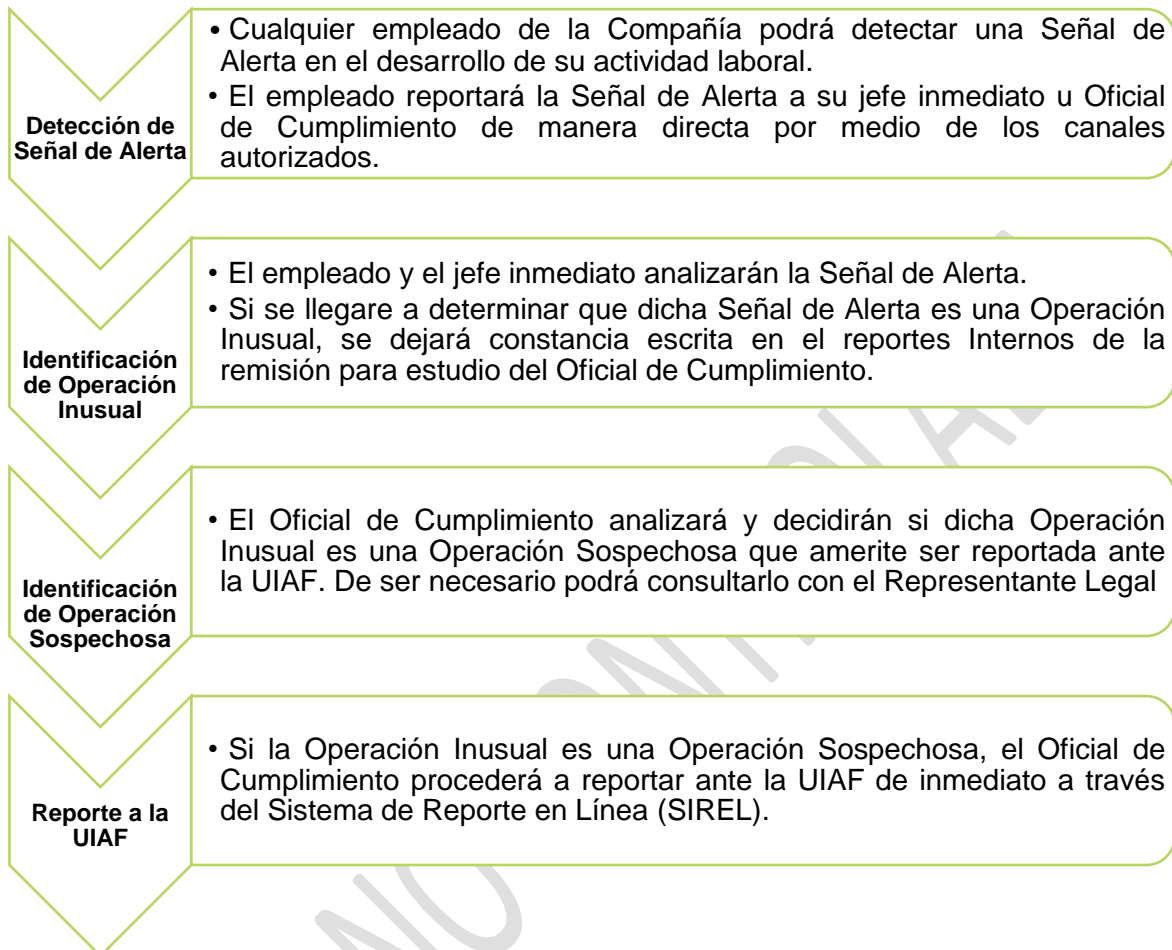 • Cualquier empleado de la Compañía podrá detectar una Señal de
Alerta en el desarrollo de su actividad laboral.
• El empleado reportará la Señal de Alerta a su jefe inmediato u Oficial
de Cumplimiento de manera directa por medio de los canales
autorizados.
Detección de
Señal de Alerta
• El empleado y el jefe inmediato analizarán la Señal de Alerta.
• Si se llegare a determinar que dicha Señal de Alerta es una Operación
Inusual, se dejará constancia escrita en el reportes Internos de la
remisión para estudio del Oficial de Cumplimiento.
Identificación
de Operación
Inusual
• El Oficial de Cumplimiento analizará y decidirán si dicha Operación
Inusual es una Operación Sospechosa que amerite ser reportada ante
la UIAF. De ser necesario podrá consultarlo con el Representante Legal
Identificación
de Operación
Sospechosa
• Si la Operación Inusual es una Operación Sospechosa, el Oficial de
Cumplimiento procederá a reportar ante la UIAF de inmediato a través
del Sistema de Reporte en Línea (SIREL).
Reporte a la
UIAF